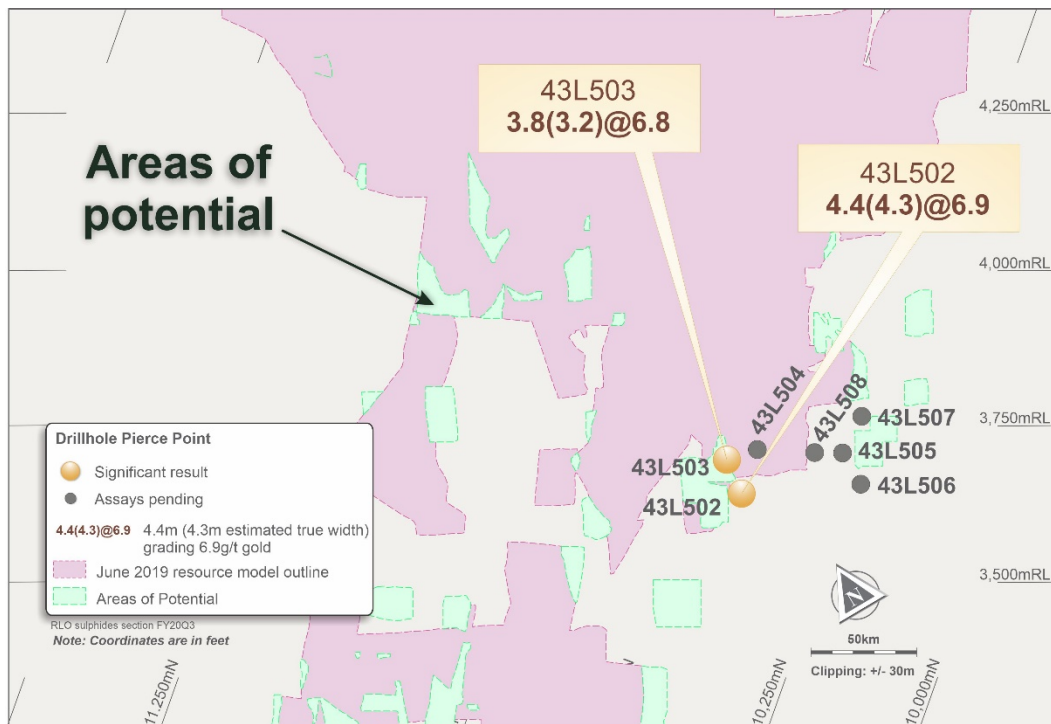 43L503
3.8(3.2)@6.8
4,250mRL
Areas of
potential
43L502
4.4(4.3)@6.9
4,000mRL
43L504
43L508
43L507
3,750mRL
43L503
43L505
43L502
43L506
Drillhole Pierce Point
Significant result
Assays pending
4.4(4.3)@6.9 4.4m (4.3m estimated true width)
grading 6.9g/t gold
June 2019 resource model outline
Areas of Potential
3,500mRL
RLO sulphides section FY20Q3
Note: Coordinates are in feet
N
50km
Clipping: +/- 30m
11,250mN
10,250mN
10,000mN